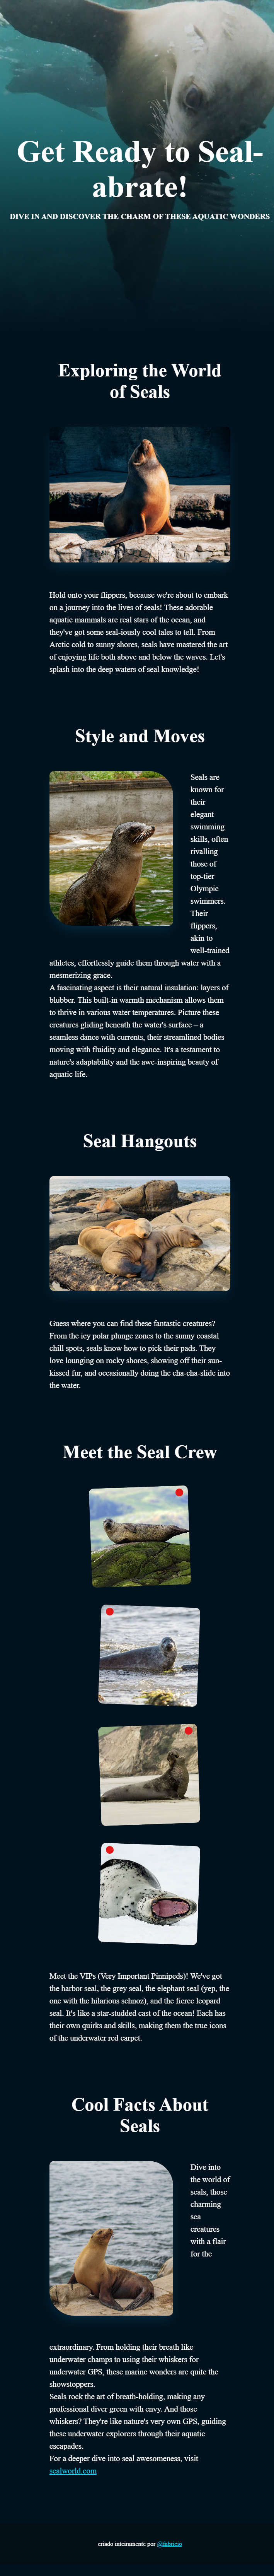 Get Ready to Seal-
abrate!
DIVE IN AND DISCOVER THE CHARM OF THESE AQUATIC WONDERS
Exploring the World
of Seals
Hold onto your flippers, because we're about to embark
on a journey into the lives of seals! These adorable
aquatic mammals are real stars of the ocean, and
they've got some seal-iously cool tales to tell. From
Arctic cold to sunny shores, seals have mastered the art
of enjoying life both above and below the waves. Let's
splash into the deep waters of seal knowledge!
Style and Moves
Seals are
known for
their
elegant
swimming
skills, often
rivalling
those of
top-tier
Olympic
swimmers.
Their
flippers,
akin to
well-trained
athletes, effortlessly guide them through water with a
mesmerizing grace.
A fascinating aspect is their natural insulation: layers of
blubber. This built-in warmth mechanism allows them
to thrive in various water temperatures. Picture these
creatures gliding beneath the water's surface – a
seamless dance with currents, their streamlined bodies
moving with fluidity and elegance. It's a testament to
nature's adaptability and the awe-inspiring beauty of
aquatic life.
Seal Hangouts
Guess where you can find these fantastic creatures?
From the icy polar plunge zones to the sunny coastal
chill spots, seals know how to pick their pads. They
love lounging on rocky shores, showing off their sun-
kissed fur, and occasionally doing the cha-cha-slide into
the water.
Meet the Seal Crew
Meet the VIPs (Very Important Pinnipeds)! We've got
the harbor seal, the grey seal, the elephant seal (yep, the
one with the hilarious schnoz), and the fierce leopard
seal. It's like a star-studded cast of the ocean! Each has
their own quirks and skills, making them the true icons
of the underwater red carpet.
Cool Facts About
Seals
Dive into
the world of
seals, those
charming
sea
creatures
with a flair
for the
extraordinary. From holding their breath like
underwater champs to using their whiskers for
underwater GPS, these marine wonders are quite the
showstoppers.
Seals rock the art of breath-holding, making any
professional diver green with envy. And those
whiskers? They're like nature's very own GPS, guiding
these underwater explorers through their aquatic
escapades.
For a deeper dive into seal awesomeness, visit
sealworld.com
criado inteiramente por @fabricio